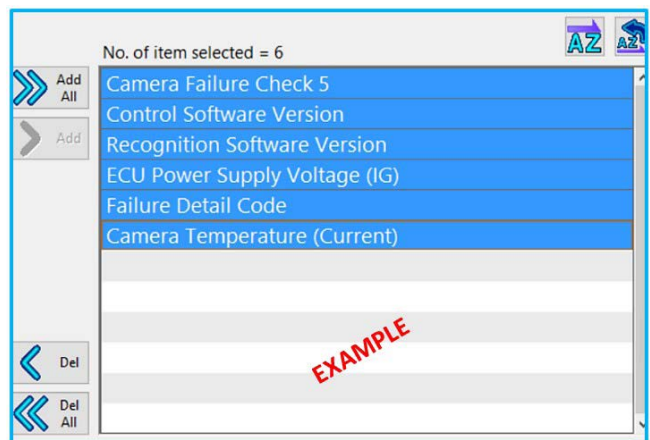 No. of item selected = 6
AZ
AZ
Add All
Add
Camera Failure Check 5
Control Software Version
Recognition Software Version
ECU Power Supply Voltage (IG)
Failure Detail Code
Camera Temperature (Current)
EXAMPLE
Del
Del All